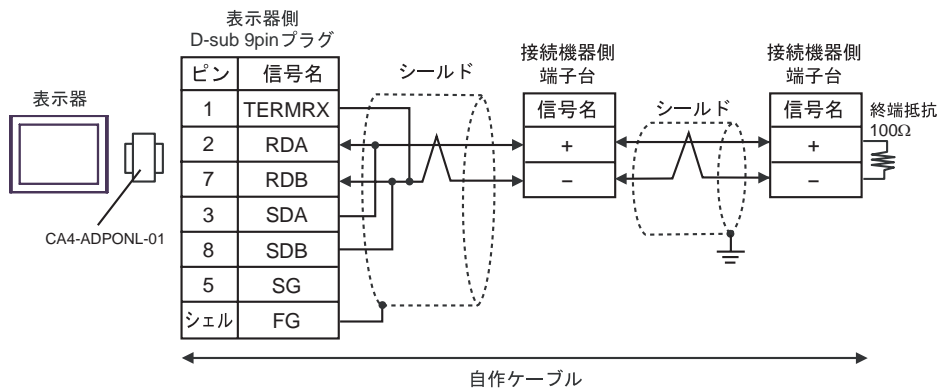 表示器側
D-sub 9pinプラグ
ピン 信号名
1 TERMRX
2 RDA
7 RDB
3 SDA
8 SDB
5 SG
シェル FG
表示器
CA4-ADPONL-01
シールド
接続機器側
端子台
信号名
+
−
シールド
接続機器側
端子台
信号名
+
−
終端抵抗
100Ω
自作ケーブル